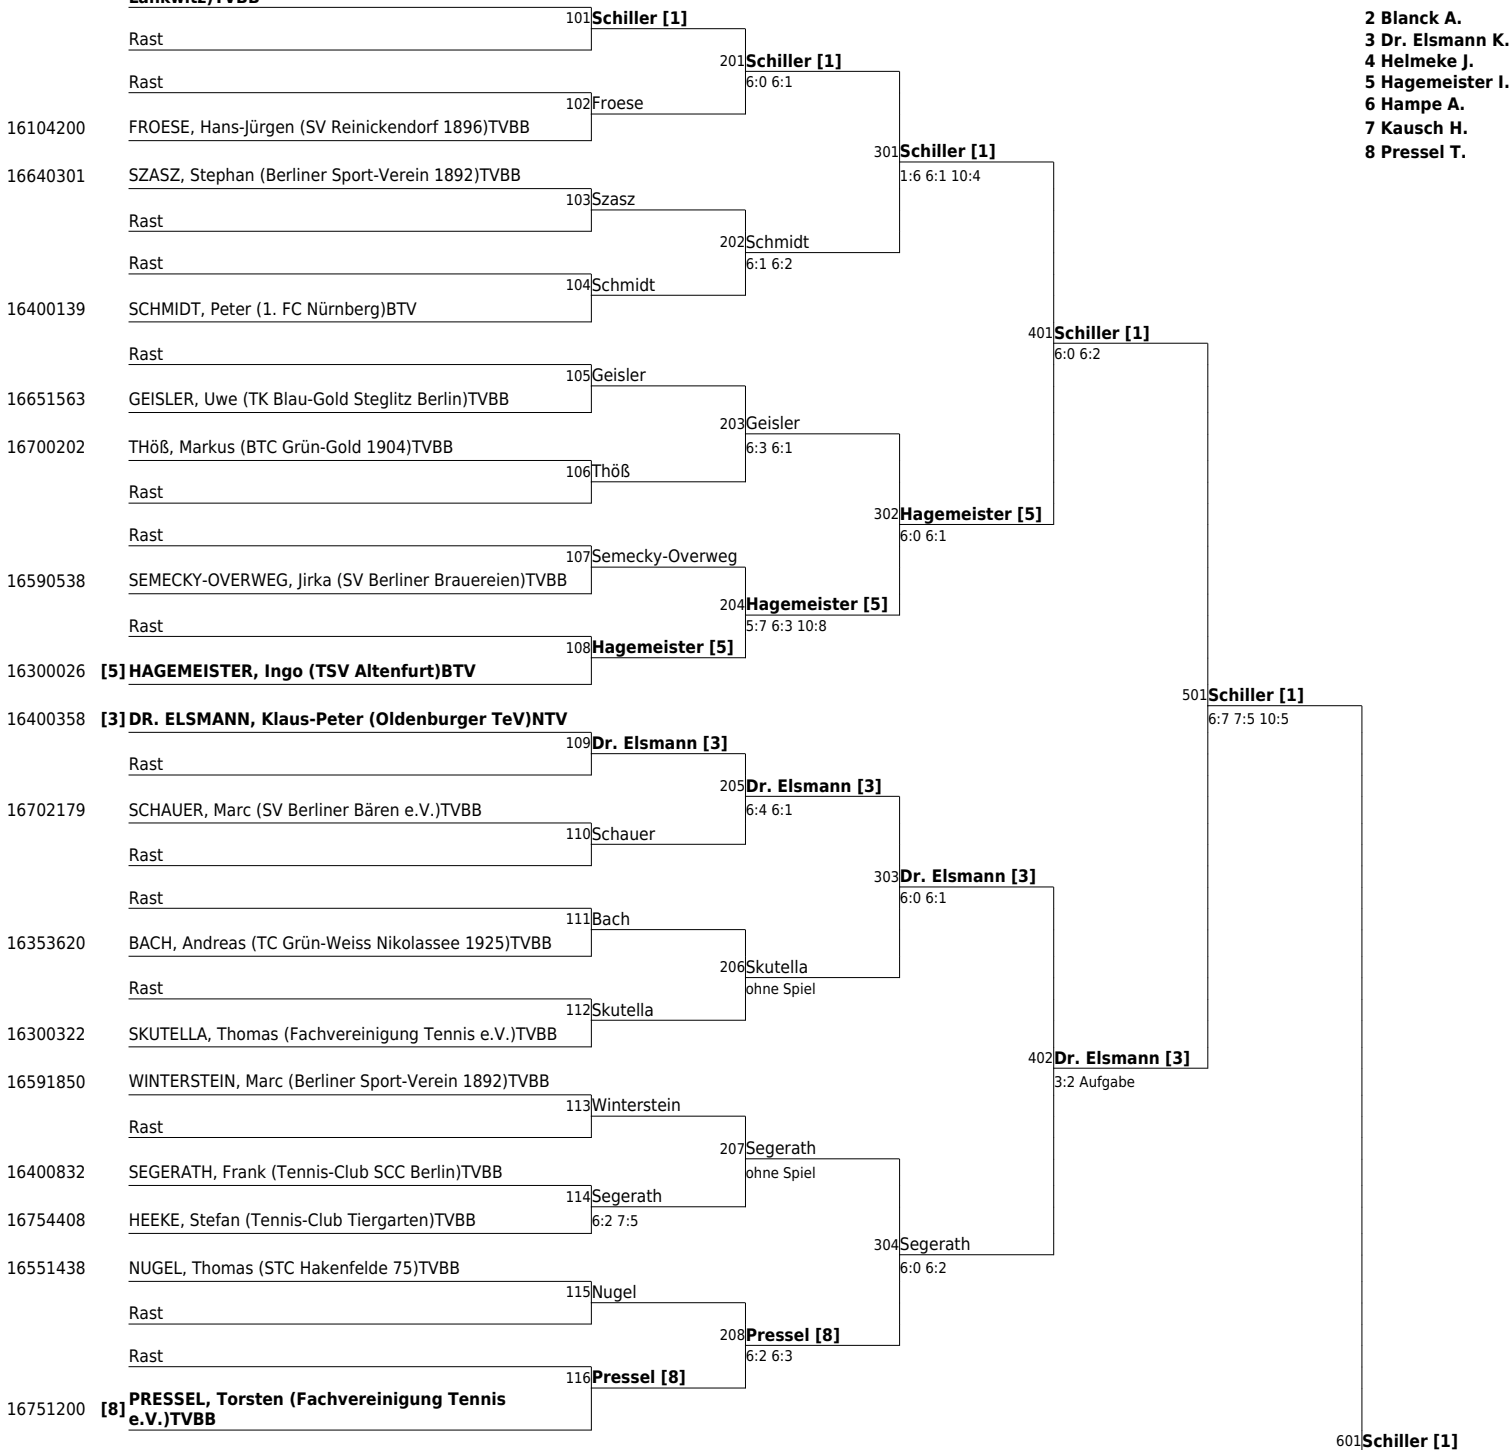 Lankwitz)TVBB
101 Schiller [1]
2 Blanck A.
Rast
3 Dr. Elsmann K.
201 Schiller [1]
4 Helmeke J.
Rast
6:0 6:1
5 Hagemeister I.
102 Froese
6 Hampe A.
16104200 FROESE, Hans-Jürgen (SV Reinickendorf 1896)TVBB
7 Kausch H.
301 Schiller [1]
8 Pressel T.
16640301 SZASZ, Stephan (Berliner Sport-Verein 1892)TVBB
1:6 6:1 10:4
103 Szasz
Rast
202 Schmidt
Rast
6:1 6:2
104 Schmidt
16400139 SCHMIDT, Peter (1. FC Nürnberg)BTV
401 Schiller [1]
Rast
6:0 6:2
105 Geisler
16651563 GEISLER, Uwe (TK Blau-Gold Steglitz Berlin)TVBB
203 Geisler
16700202 THöß, Markus (BTC Grün-Gold 1904)TVBB
6:3 6:1
106 Thöß
Rast
302 Hagemeister [5]
Rast
6:0 6:1
107 Semecky-Overweg
16590538 SEMECKY-OVERWEG, Jirka (SV Berliner Brauereien)TVBB
204 Hagemeister [5]
Rast
5:7 6:3 10:8
108 Hagemeister [5]
16300026 [5] HAGEMEISTER, Ingo (TSV Altenfurt)BTV
501 Schiller [1]
16400358 [3] DR. ELSMANN, Klaus-Peter (Oldenburger TeV)NTV
6:7 7:5 10:5
109 Dr. Elsmann [3]
Rast
205 Dr. Elsmann [3]
16702179 SCHAUER, Marc (SV Berliner Bären e.V.)TVBB
6:4 6:1
110 Schauer
Rast
303 Dr. Elsmann [3]
Rast
6:0 6:1
111 Bach
16353620 BACH, Andreas (TC Grün-Weiss Nikolassee 1925)TVBB
206 Skutella
Rast
ohne Spiel
112 Skutella
16300322 SKUTELLA, Thomas (Fachvereinigung Tennis e.V.)TVBB
402 Dr. Elsmann [3]
16591850 WINTERSTEIN, Marc (Berliner Sport-Verein 1892)TVBB
3:2 Aufgabe
113 Winterstein
Rast
207 Segerath
16400832 SEGERATH, Frank (Tennis-Club SCC Berlin)TVBB
ohne Spiel
114 Segerath
16754408 HEEKE, Stefan (Tennis-Club Tiergarten)TVBB
6:2 7:5
304 Segerath
16551438 NUGEL, Thomas (STC Hakenfelde 75)TVBB
6:0 6:2
115 Nugel
Rast
208 Pressel [8]
Rast
6:2 6:3
116 Pressel [8]
16751200 [8] PRESSEL, Torsten (Fachvereinigung Tennis
e.V.)TVBB
601 Schiller [1]